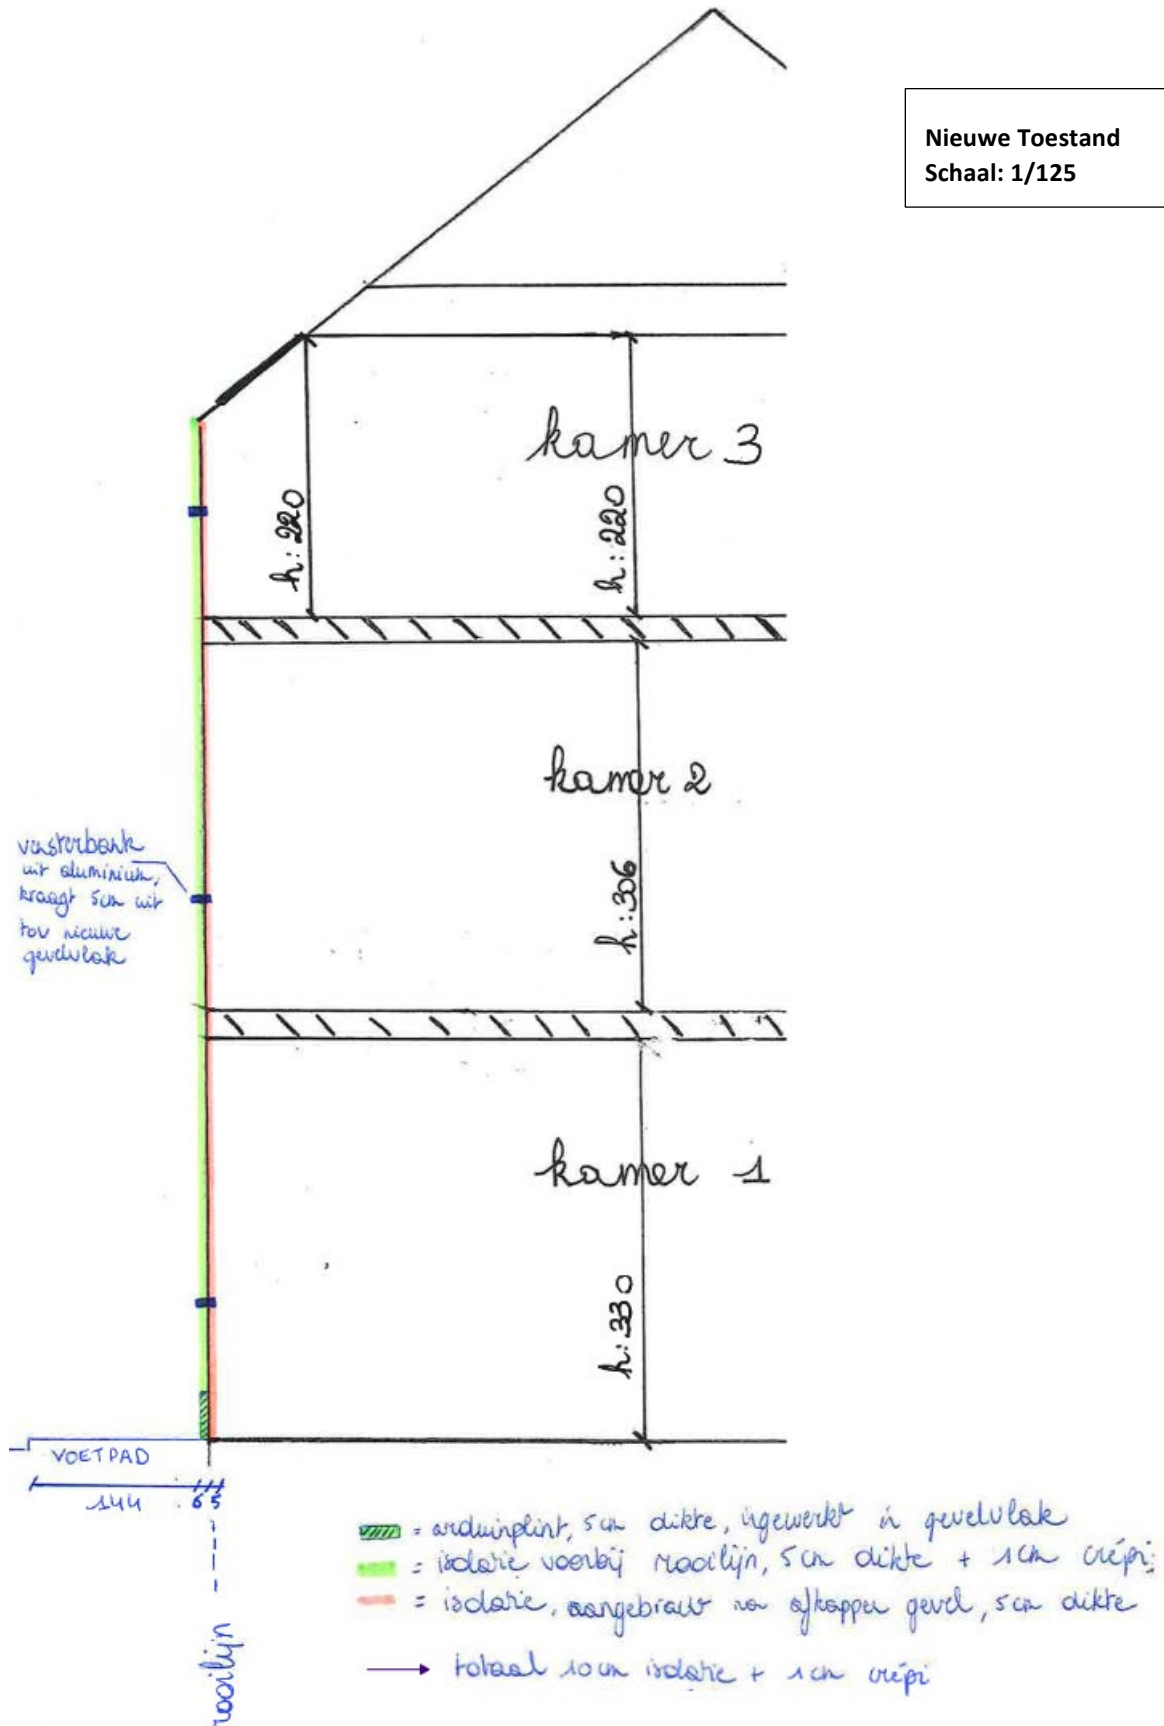 Nieuwe Toestand
Schaal: 1/125
kamer 3
h: 220
h: 220
kamer 2
h: 306
vensterbank
uit aluminium,
kraagt 5cm uit
tov nieuwe
gevelvlak
kamer 1
h: 330
VOETPAD
144 6 5
rooilijn
= arduinplint, 5cm dikte, ingewerkt in gevelvlak
= isolatie voorbij rooilijn, 5cm dikte + 1cm crépi
= isolatie, aangebracht na afkappen gevel, 5cm dikte
→ totaal 10cm isolatie + 1cm crépi